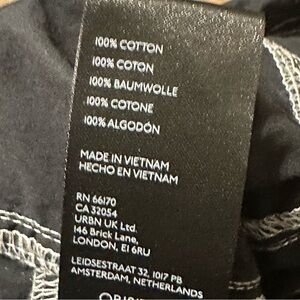 100% COTTON
100% COTON
100% BAUMWOLLE
100% COTONE
100% ALGODÓN
MADE IN VIETNAM
HECHO EN VIETNAM
RN 66170
CA 32054
URBN UK Ltd.
146 Brick Lane,
LONDON, E1 6RU
LEIDSESTRAAT 32, 1017 PB
AMSTERDAM, NETHERLANDS